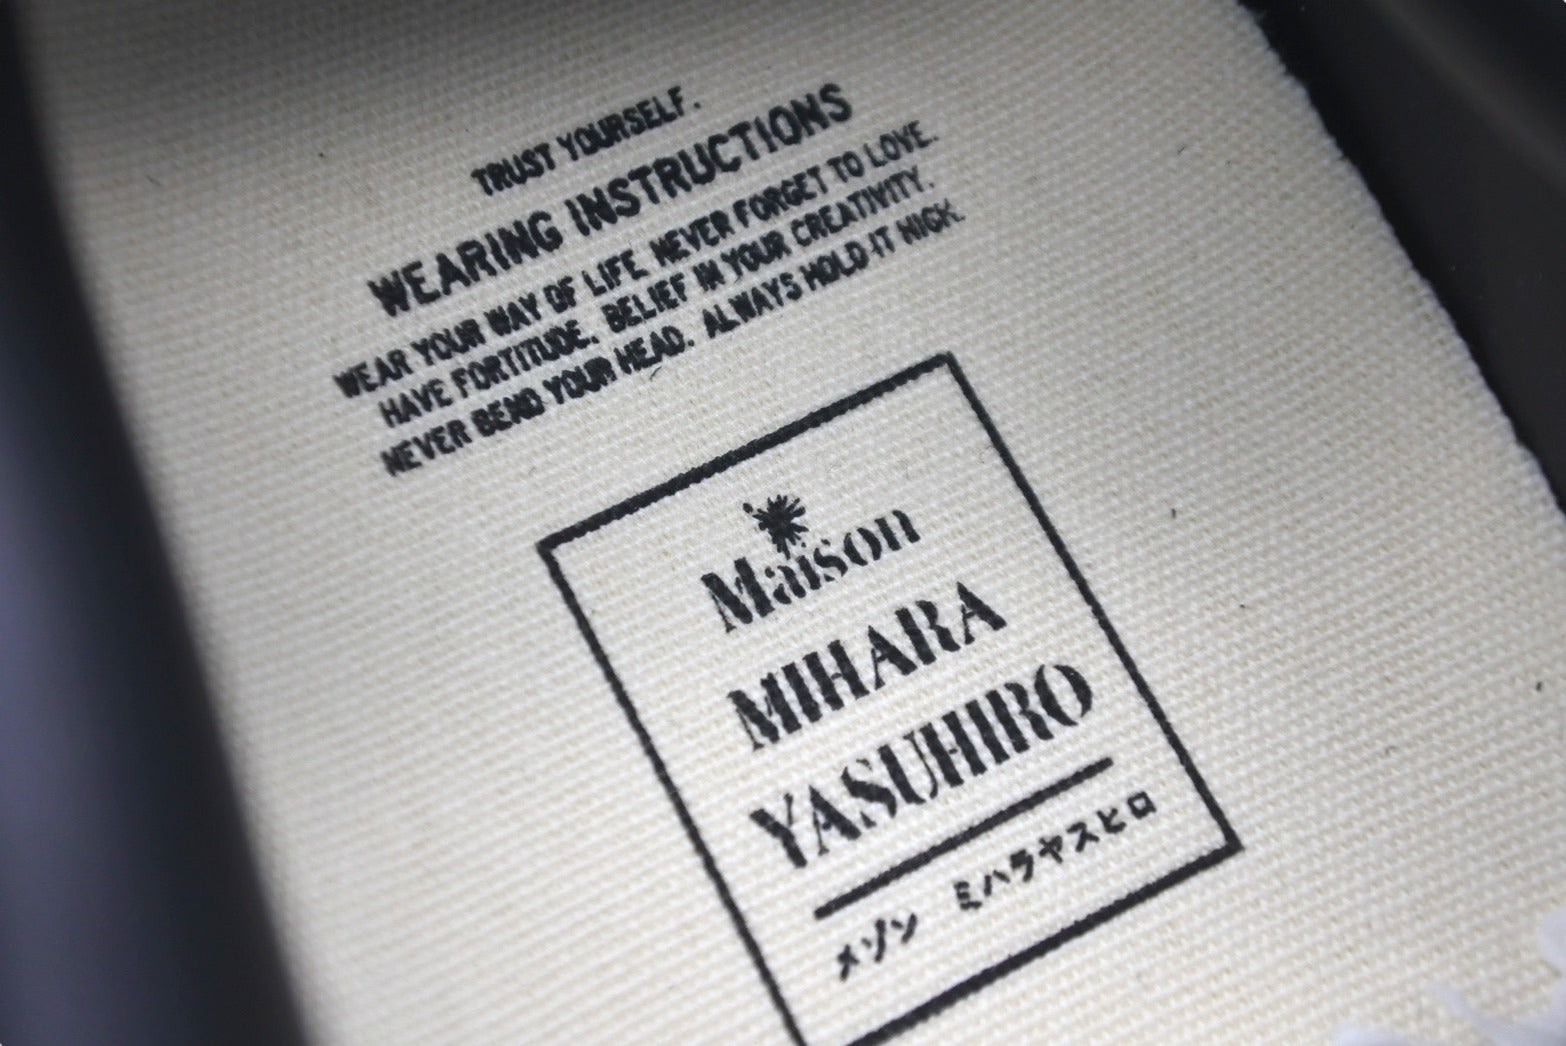 TRUST YOURSELF.
WEARING INSTRUCTIONS
WEAR YOUR WAY OF LIFE. NEVER FORGET TO LOVE.
HAVE FORTITUDE. BELIEF IN YOUR CREATIVITY.
NEVER BEND YOUR HEAD. ALWAYS HOLD IT HIGH.
Maison
MIHARA
YASUHIRO
メゾン ミハラヤスヒロ